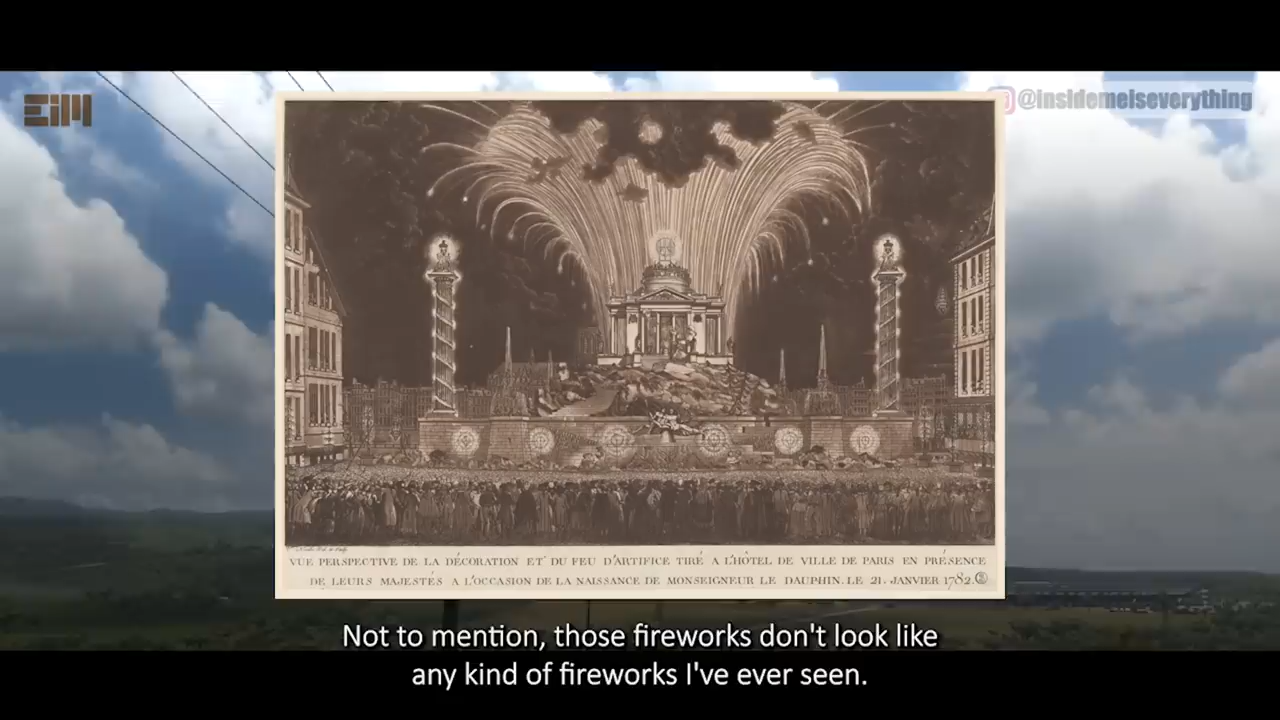 EiM
@insidemeiseverything
VUE PERSPECTIVE DE LA DÉCORATION ET DU FEU D'ARTIFICE TIRÉ A L'HÔTEL DE VILLE DE PARIS EN PRÉSENCE
DE LEURS MAJESTÉS A L'OCCASION DE LA NAISSANCE DE MONSEIGNEUR LE DAUPHIN. LE 21. JANVIER 1782.
Not to mention, those fireworks don't look like
any kind of fireworks I've ever seen.